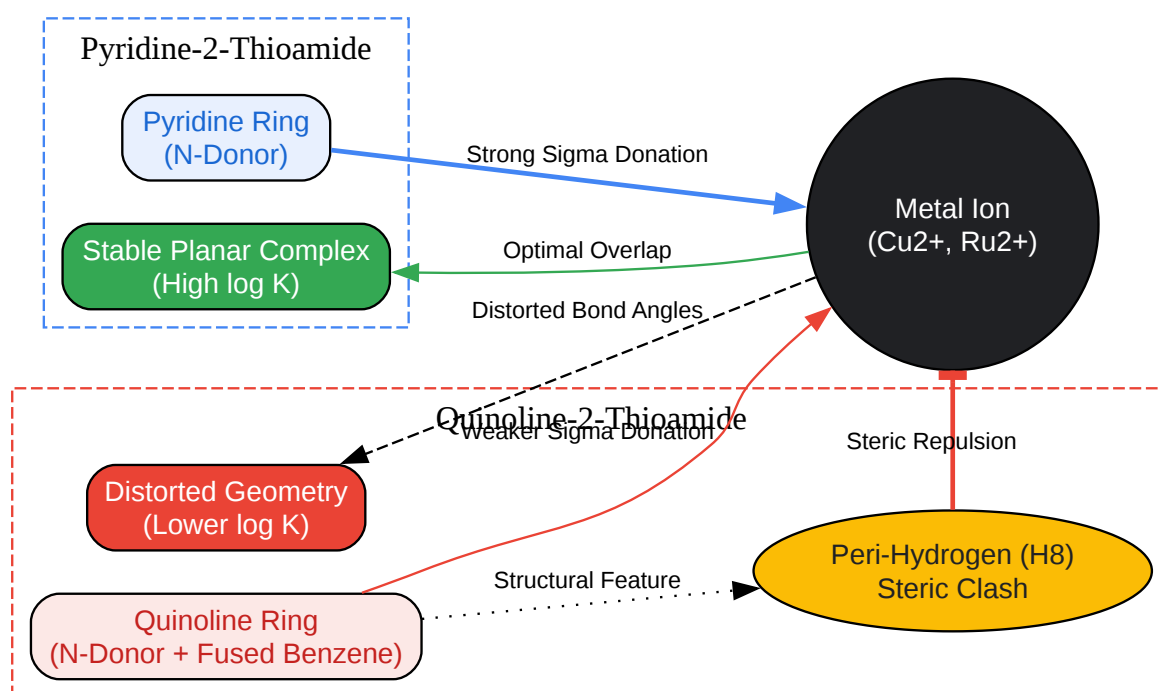 Pyridine-2-Thioamide
Pyridine Ring
(N-Donor)
Strong Sigma Donation
Metal Ion
(Cu2+, Ru2+)
Stable Planar Complex
(High log K)
Optimal Overlap
Distorted Bond Angles
Quinoline-2-Thioamide
Weaker Sigma Donation
Steric Repulsion
Distorted Geometry
(Lower log K)
Structural Feature
Peri-Hydrogen (H8)
Steric Clash
Quinoline Ring
(N-Donor + Fused Benzene)